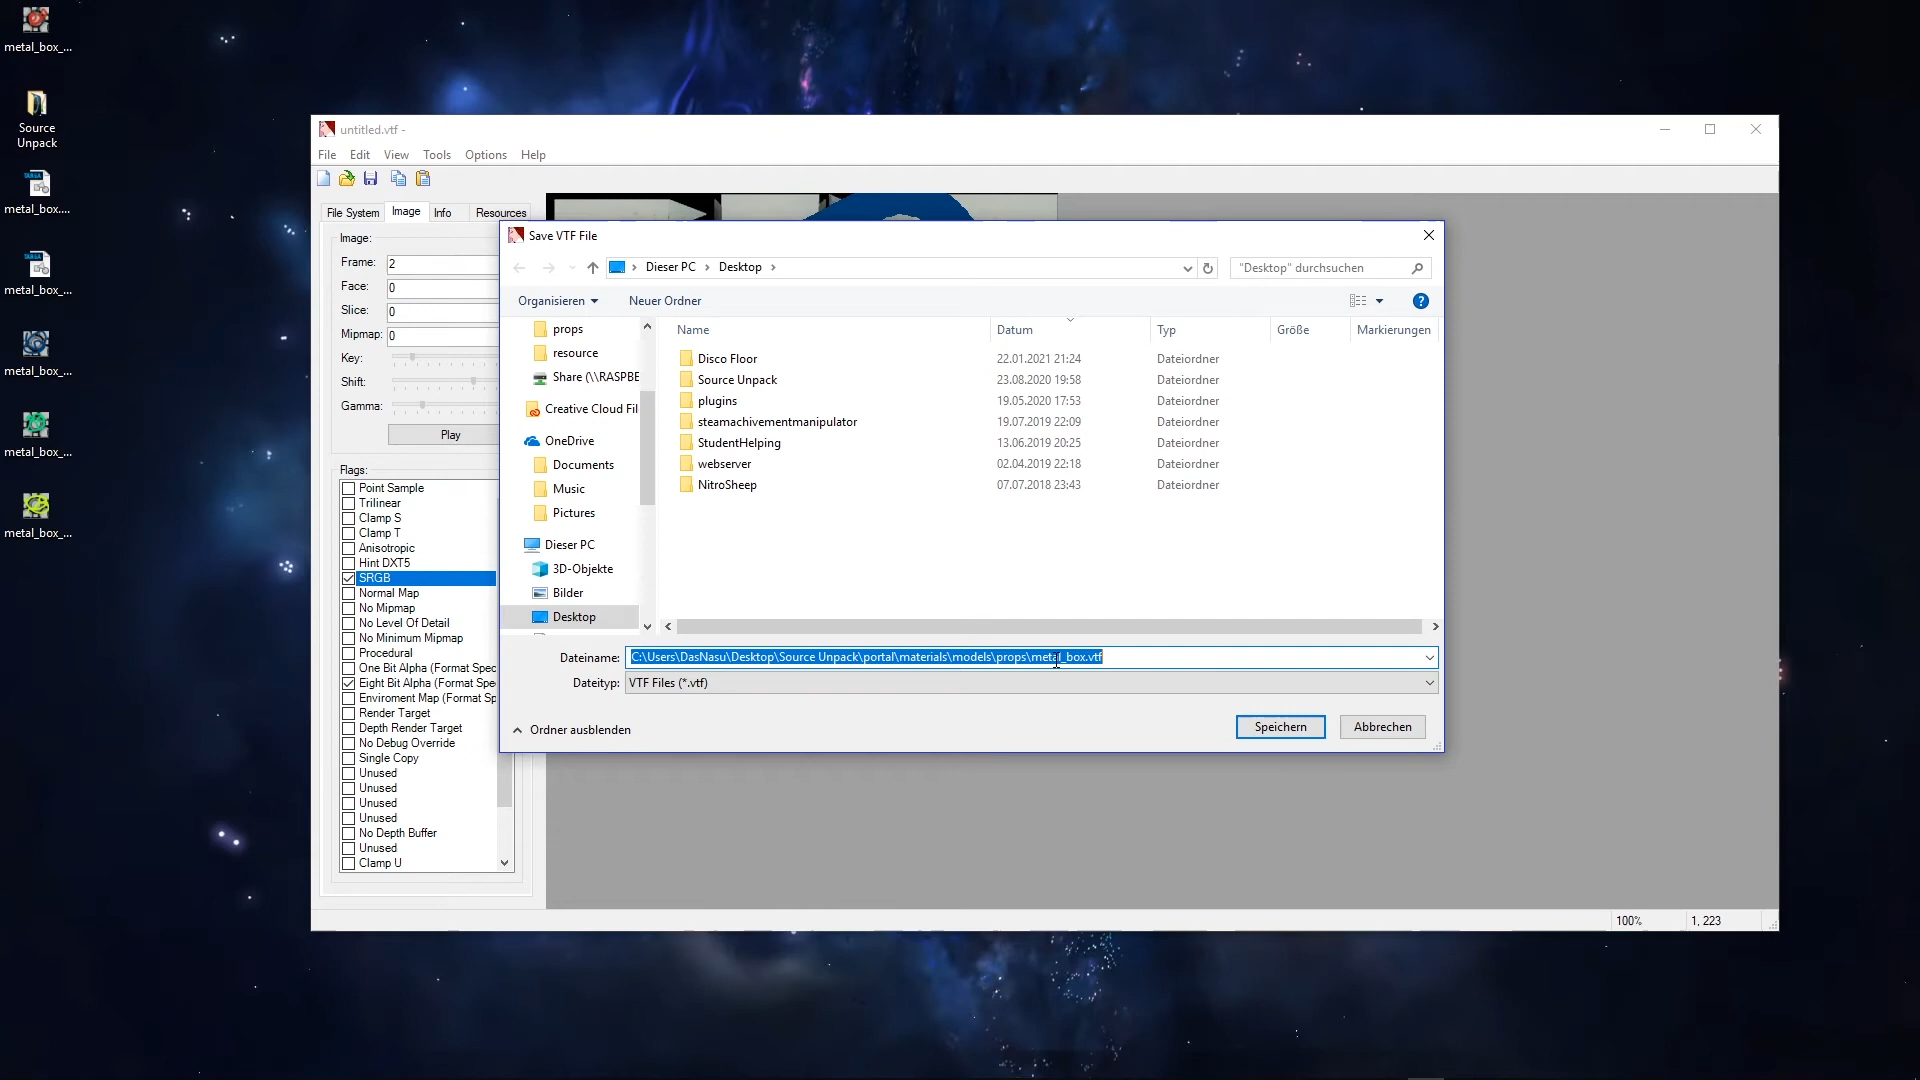 metal_box_...
Source
Unpack
metal_box....
metal_box_...
metal_box_...
metal_box_...
metal_box_...
untitled.vtf -
File Edit View Tools Options Help
File System Image Info Resources
Image:
Frame: 2
Face: 0
Slice: 0
Mipmap: 0
Key:
Shift:
Gamma:
Play
Flags:
Point Sample
Trilinear
Clamp S
Clamp T
Anisotropic
Hint DXT5
SRGB
Normal Map
No Mipmap
No Level Of Detail
No Minimum Mipmap
Procedural
One Bit Alpha (Format Spec
Eight Bit Alpha (Format Spe
Enviroment Map (Format Sp
Render Target
Depth Render Target
No Debug Override
Single Copy
Unused
Unused
Unused
Unused
No Depth Buffer
Unused
Clamp U
Save VTF File
Dieser PC Desktop
"Desktop" durchsuchen
Organisieren Neuer Ordner
props
resource
Share (\\RASPBE
Creative Cloud Fil
OneDrive
Documents
Music
Pictures
Dieser PC
3D-Objekte
Bilder
Desktop
Name Datum Typ Größe Markierungen
Disco Floor 22.01.2021 21:24 Dateiordner
Source Unpack 23.08.2020 19:58 Dateiordner
plugins 19.05.2020 17:53 Dateiordner
steamachivementmanipulator 19.07.2019 22:09 Dateiordner
StudentHelping 13.06.2019 20:25 Dateiordner
webserver 02.04.2019 22:18 Dateiordner
NitroSheep 07.07.2018 23:43 Dateiordner
Dateiname: C:\Users\DasNasu\Desktop\Source Unpack\portal\materials\models\props\metal_box.vtf
Dateityp: VTF Files (*.vtf)
Ordner ausblenden
Speichern Abbrechen
100% 1, 223